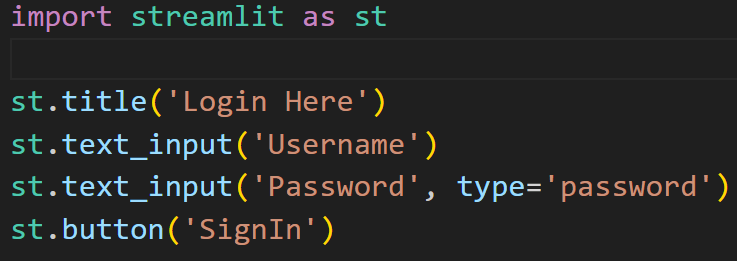 import streamlit as st
st.title('Login Here')
st.text_input('Username')
st.text_input('Password', type='password')
st.button('SignIn')